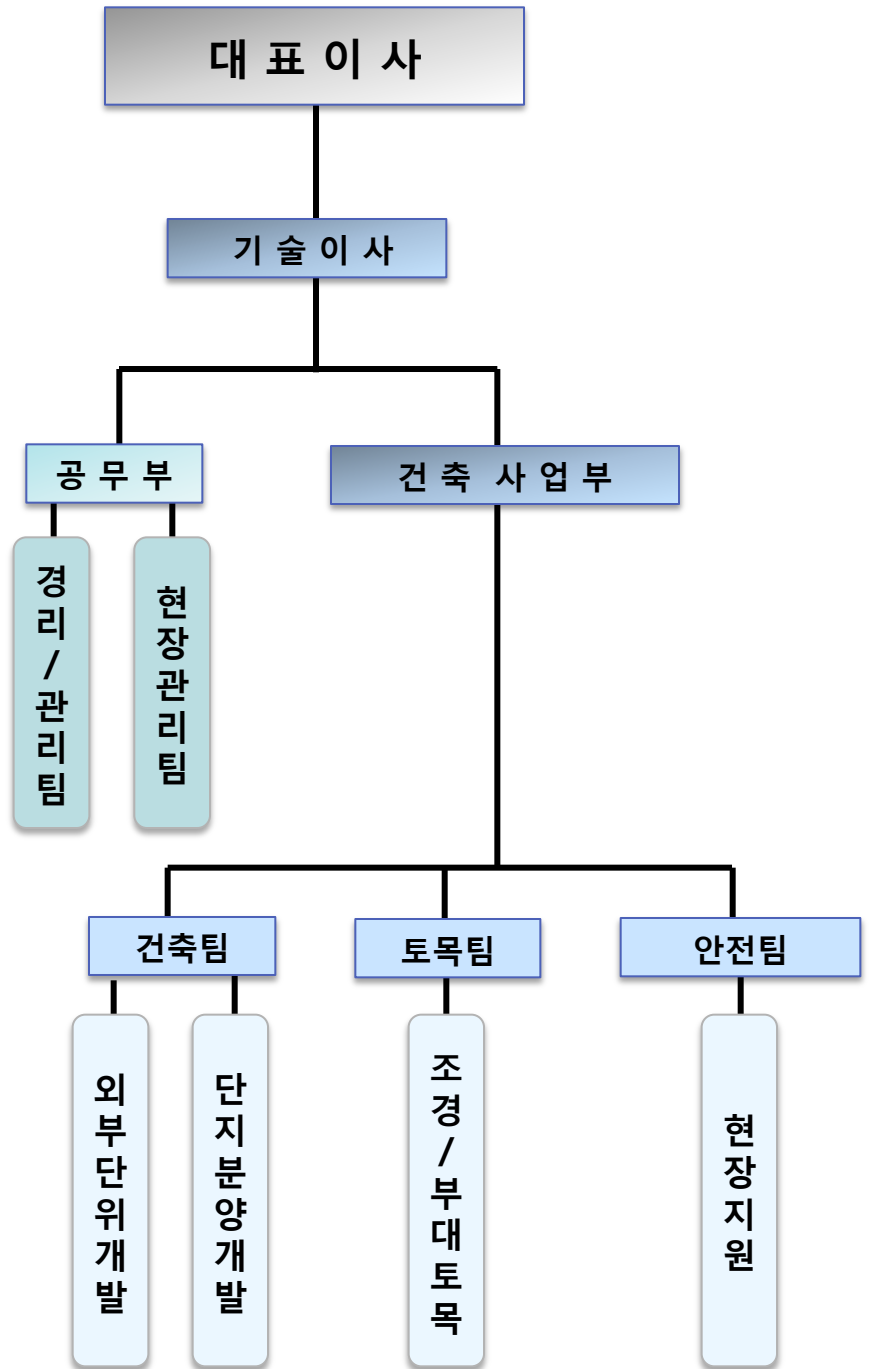 대 표 이 사
기 술 이 사
공 무 부
건 축 사 업 부
경리/관리팀
현장관리팀
건축팀
토목팀
안전팀
외부단위개발
단지분양개발
조경/부대토목
현장지원